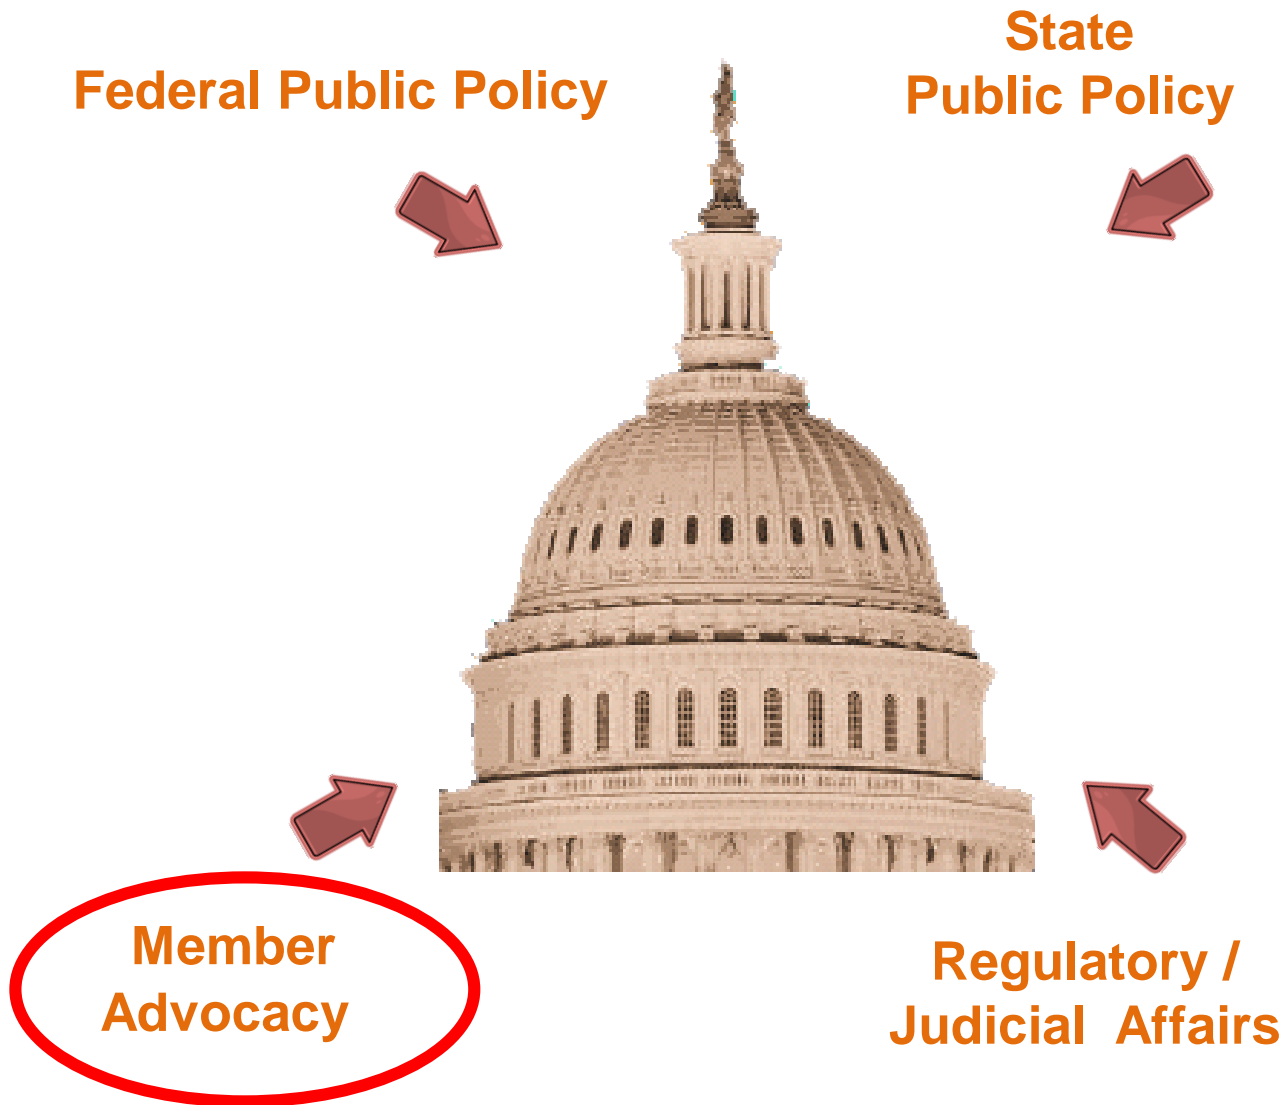 Federal Public Policy
State
Public Policy
Member
Advocacy
Regulatory /
Judicial  Affairs